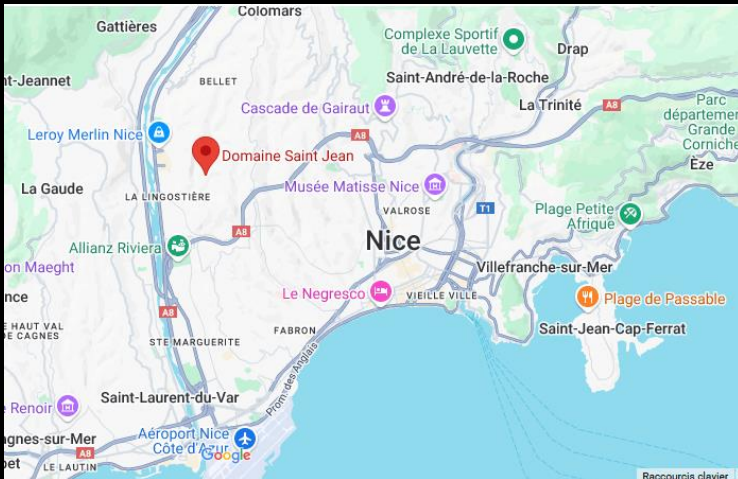 Colomars
Gattières
Complexe Sportif
de La Lauvette
Drap
nt-Jeannet
BELLET
Saint-André-de-la-Roche
Cascade de Gairaut
La Trinité
A8
Parc
département
Grande
Corniche
Leroy Merlin Nice
A8
Domaine Saint Jean
Èze
La Gaude
LA LINGOSTIÈRE
Musée Matisse Nice
VALROSE
T1
Plage Petite
Afrique
A8
Allianz Riviera
Nice
on Maeght
Villefranche-sur-Mer
nce
Le Negresco
VIEILLE VILLE
Plage de Passable
A8
E HAUT VAL
DE CAGNES
STE MARGUERITE
FABRON
Saint-Jean-Cap-Ferrat
Prom. des Anglais
Saint-Laurent-du-Var
e Renoir
agnes-sur-Mer
Aéroport Nice
Côte d'Azur
A8
Google
bet
LE LAUTIN
Raccourcis clavier